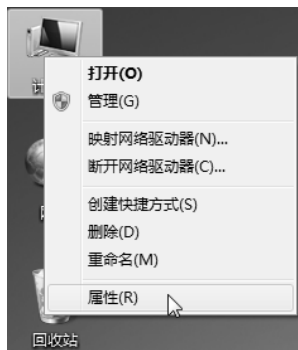 打开(O)
管理(G)
映射网络驱动器(N)...
断开网络驱动器(C)...
创建快捷方式(S)
删除(D)
重命名(M)
属性(R)
回收站